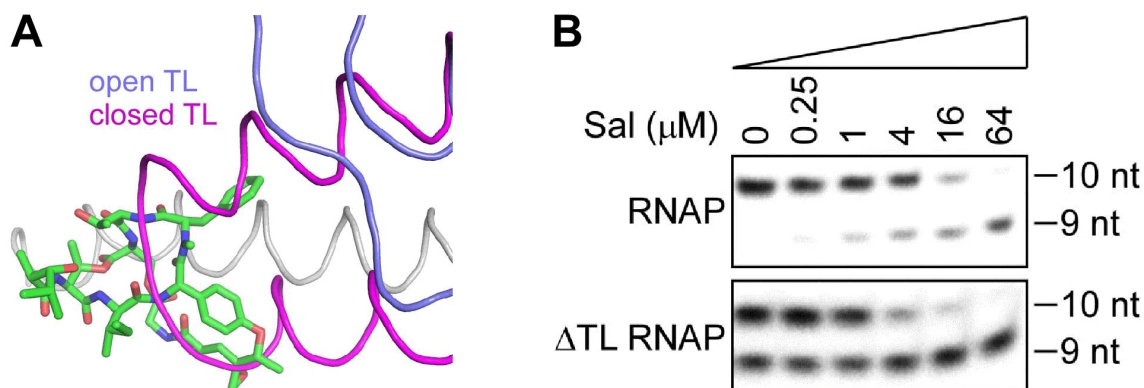 A
open TL
closed TL
B
Sal (μM)
0 0.25 1 4 16 64
RNAP
–10 nt
–9 nt
ΔTL RNAP
–10 nt
–9 nt